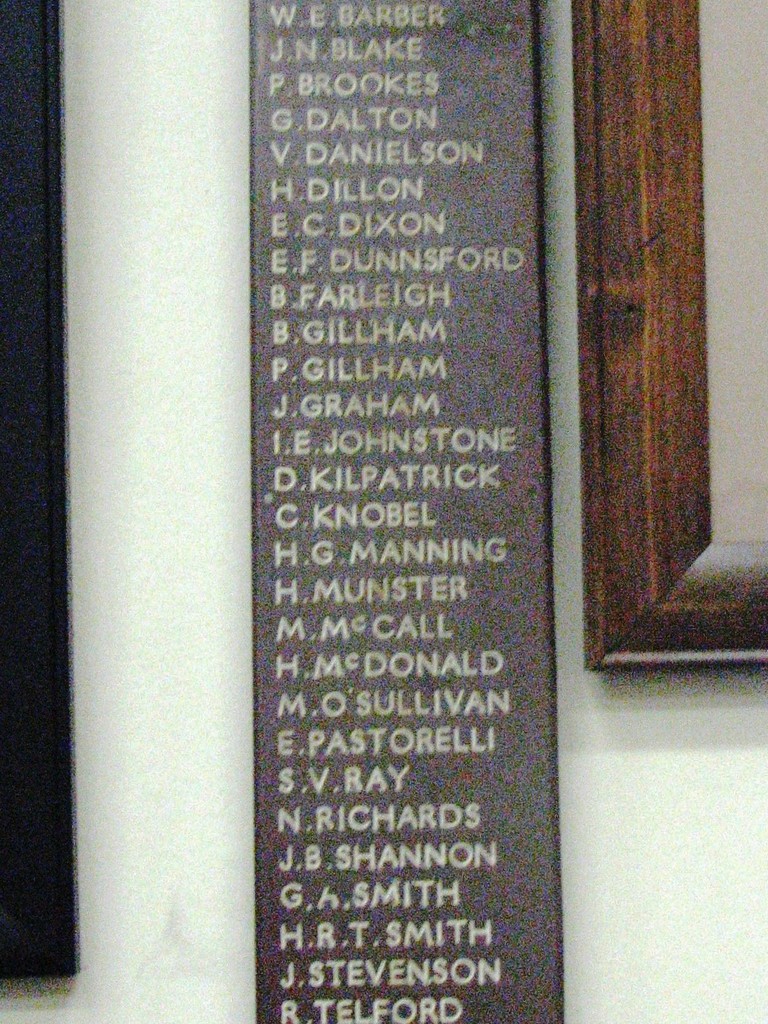 W.E.BARBER
J.N.BLAKE
P.BROOKES
G.DALTON
V.DANIELSON
H.DILLON
E.C.DIXON
E.F.DUNNSFORD
B.FARLEIGH
B.GILLHAM
P.GILLHAM
J.GRAHAM
I.E.JOHNSTONE
D.KILPATRICK
C.KNOBEL
H.G.MANNING
H.MUNSTER
M.McCALL
H.McDONALD
M.O'SULLIVAN
E.PASTORELLI
S.V.RAY
N.RICHARDS
J.B.SHANNON
G.A.SMITH
H.R.T.SMITH
J.STEVENSON
R.TELFORD